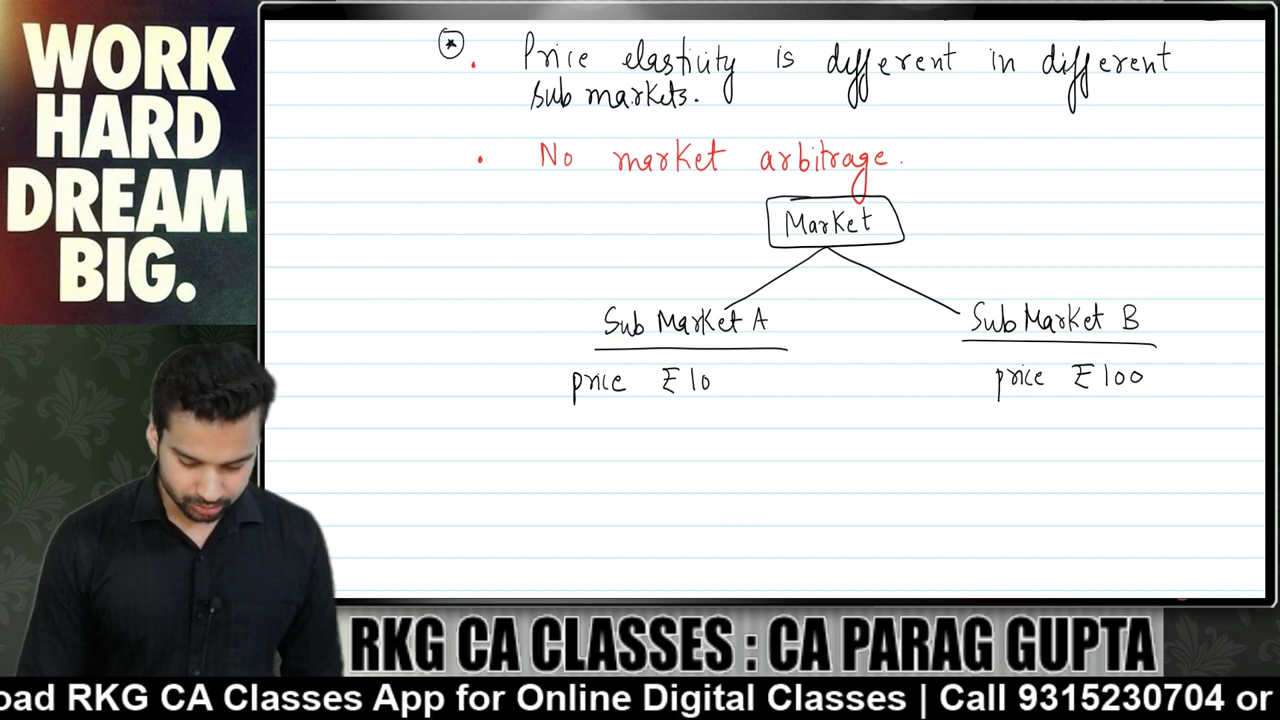 WORK
HARD
DREAM
BIG.
* . Price elasticity is different in different
sub markets.
. No market arbitrage.
Market
Sub Market A
Sub Market B
price ₹10
price ₹100
RKG CA CLASSES : CA PARAG GUPTA
oad RKG CA Classes App for Online Digital Classes | Call 9315230704 or